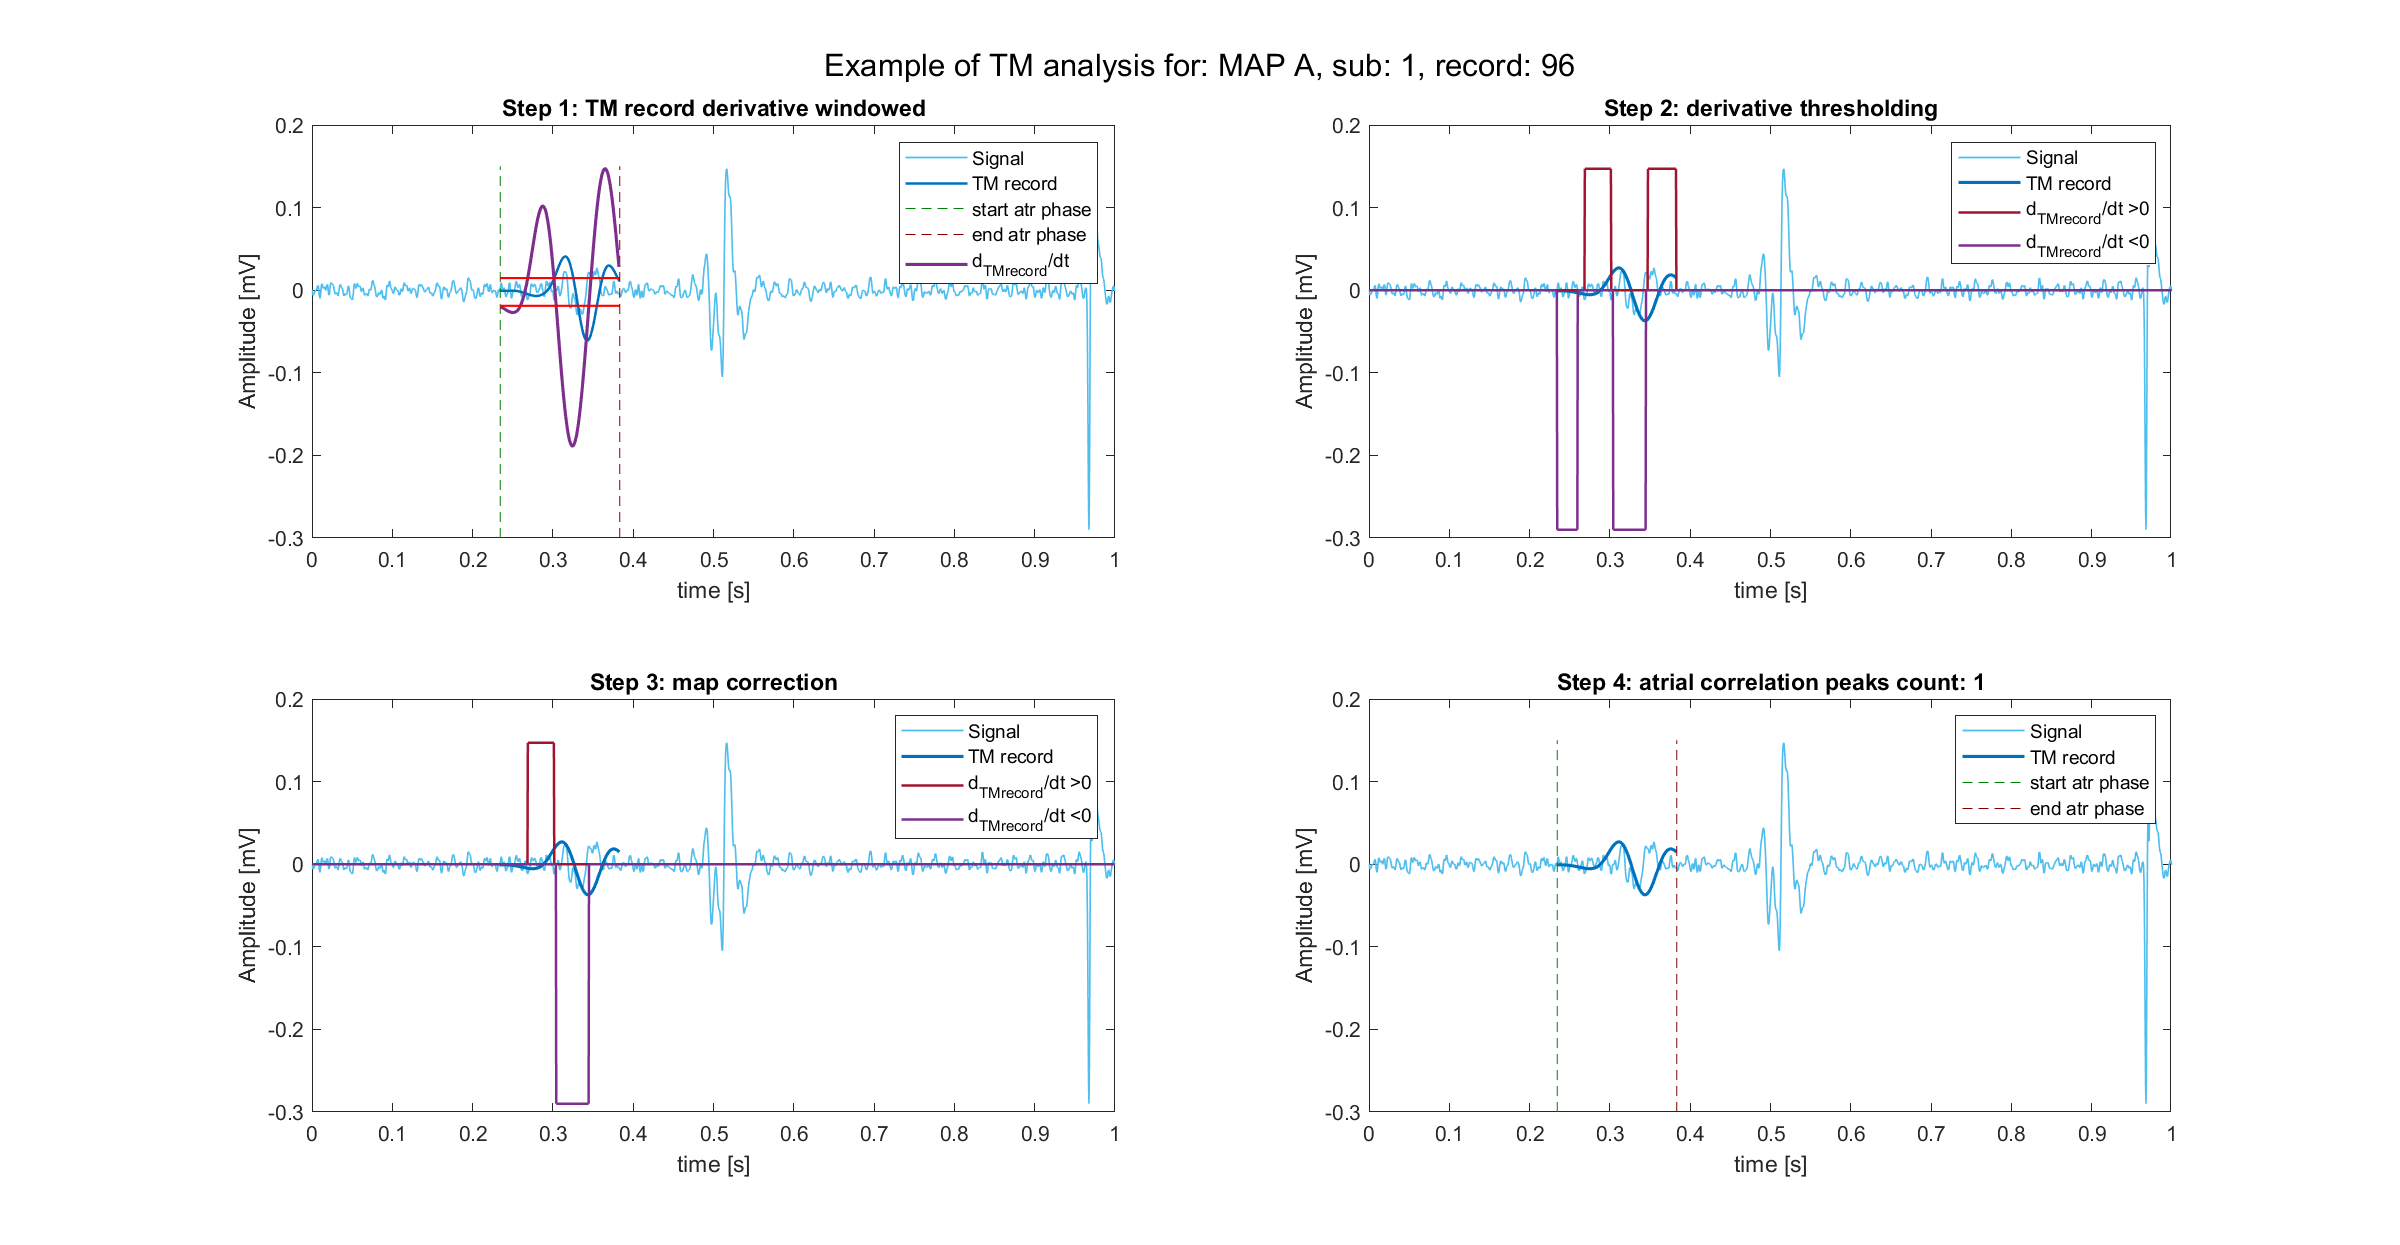 Example of TM analysis for: MAP A, sub: 1, record: 96
Step 1: TM record derivative windowed
0.2
0.1
0
-0.1
-0.2
-0.3
Amplitude [mV]
0 0.1 0.2 0.3 0.4 0.5 0.6 0.7 0.8 0.9 1
time [s]
Signal
TM record
start atr phase
end atr phase
dTMrecord/dt
Step 2: derivative thresholding
0.2
0.1
0
-0.1
-0.2
-0.3
Amplitude [mV]
0 0.1 0.2 0.3 0.4 0.5 0.6 0.7 0.8 0.9 1
time [s]
Signal
TM record
dTMrecord/dt >0
dTMrecord/dt <0
Step 3: map correction
0.2
0.1
0
-0.1
-0.2
-0.3
Amplitude [mV]
0 0.1 0.2 0.3 0.4 0.5 0.6 0.7 0.8 0.9 1
time [s]
Signal
TM record
dTMrecord/dt >0
dTMrecord/dt <0
Step 4: atrial correlation peaks count: 1
0.2
0.1
0
-0.1
-0.2
-0.3
Amplitude [mV]
0 0.1 0.2 0.3 0.4 0.5 0.6 0.7 0.8 0.9 1
time [s]
Signal
TM record
start atr phase
end atr phase